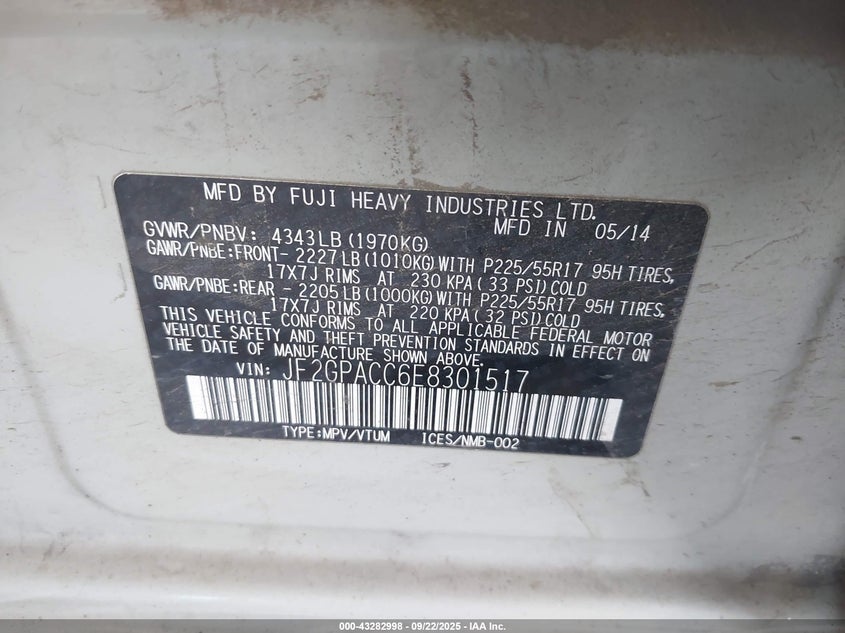 MFD BY FUJI HEAVY INDUSTRIES LTD.
MFD IN 05/14
GVWR/PNBV: 4343LB(1970KG)
GAWR/PNBE:FRONT- 2227LB(1010KG)WITH P225/55R17 95H TIRES,
17X7J RIMS AT 230 KPA( 33 PSI)COLD
GAWR/PNBE:REAR - 2205LB(1000KG)WITH P225/55R17 95H TIRES,
17X7J RIMS AT 220 KPA( 32 PSI)COLD
THIS VEHICLE CONFORMS TO ALL APPLICABLE FEDERAL MOTOR
VEHICLE SAFETY AND THEFT PREVENTION STANDARDS IN EFFECT ON
THE DATE OF MANUFACTURE SHOWN ABOVE.
VIN: JF2GPACC6E8301517
TYPE:MPV/VTUM ICES/NMB-002
000-43282998 - 09/22/2025 - IAA Inc.